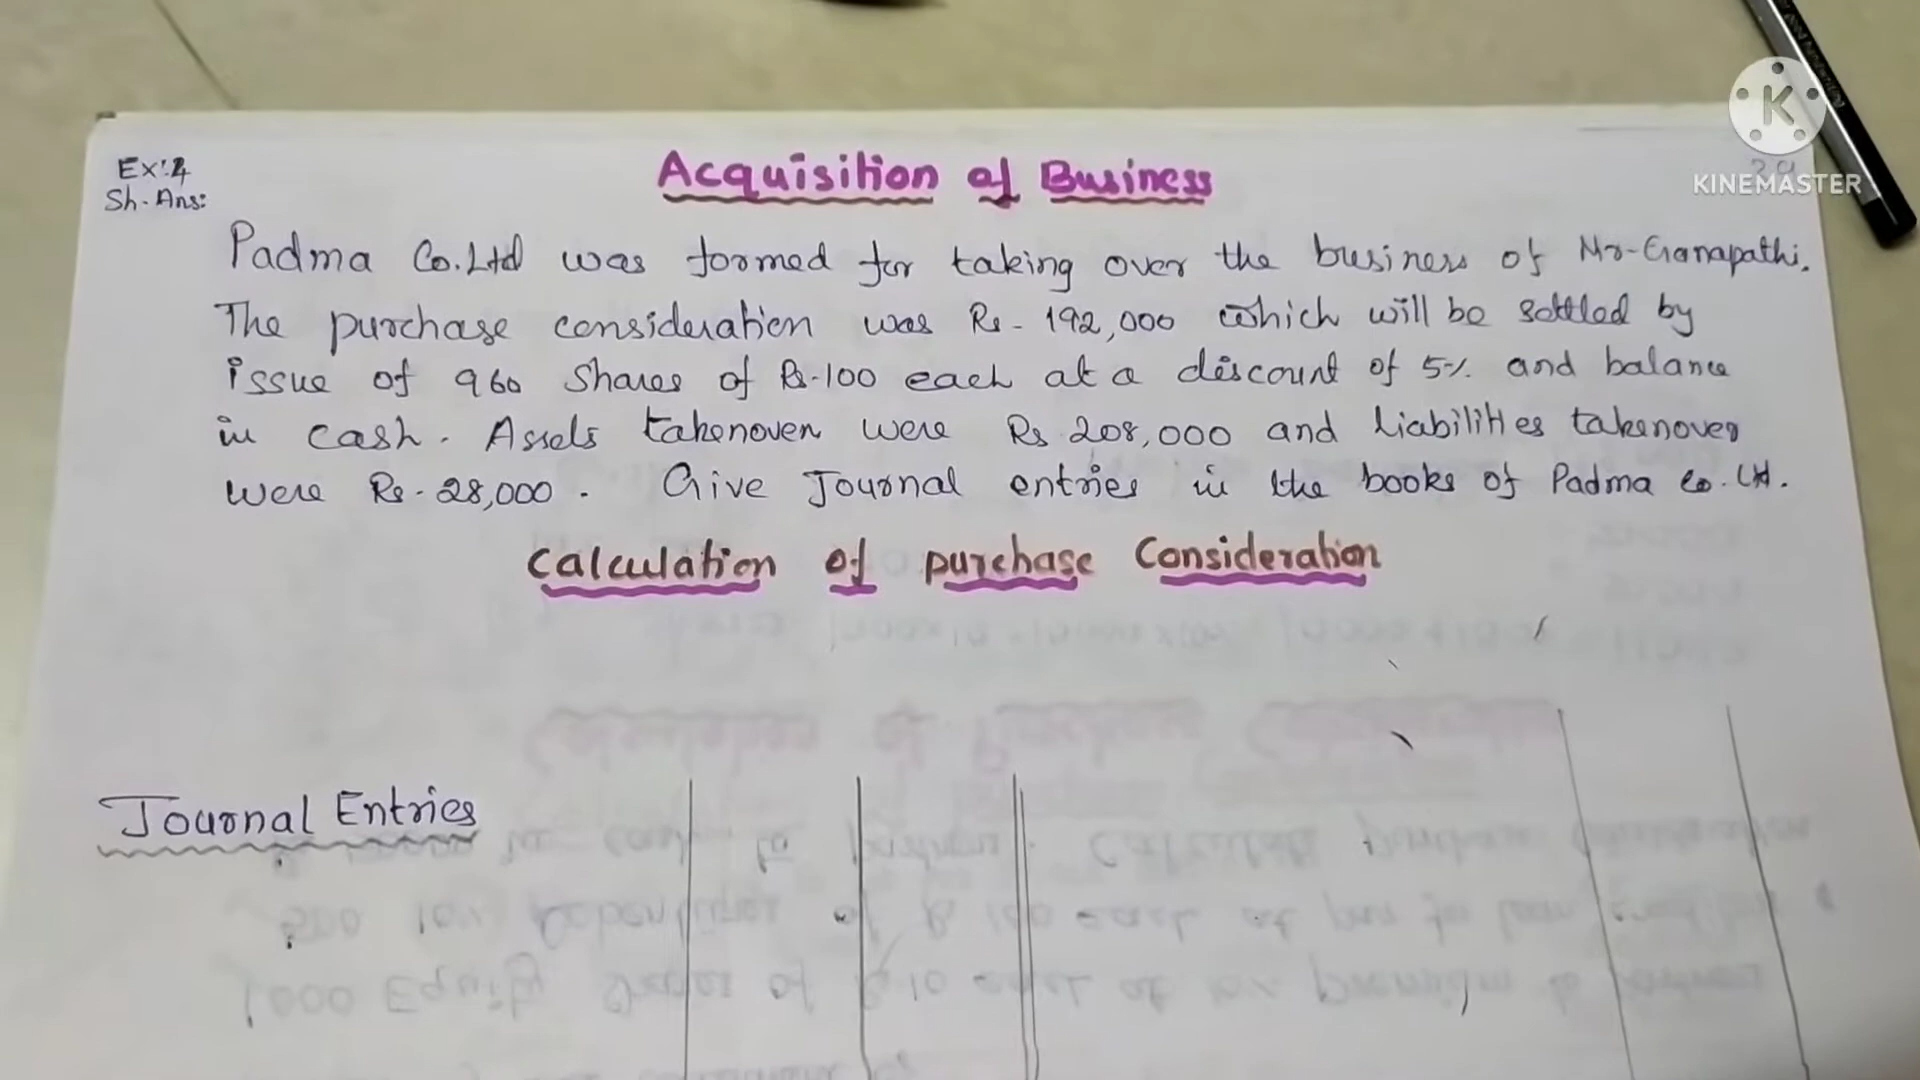 Ex:4
Sh. Ans:
Acquisition of Business
KINEMASTER
Padma Co. Ltd was formed for taking over the business of Mr. Ganapathi.
The purchase consideration was Rs. 192,000 which will be settled by
issue of 960 Shares of Rs. 100 each at a discount of 5% and balance
in cash. Assets takenover were Rs 208,000 and liabilities takenover
were Rs. 28,000. Give Journal entries in the books of Padma Co. Ltd.
Calculation of purchase Consideration
Journal Entries